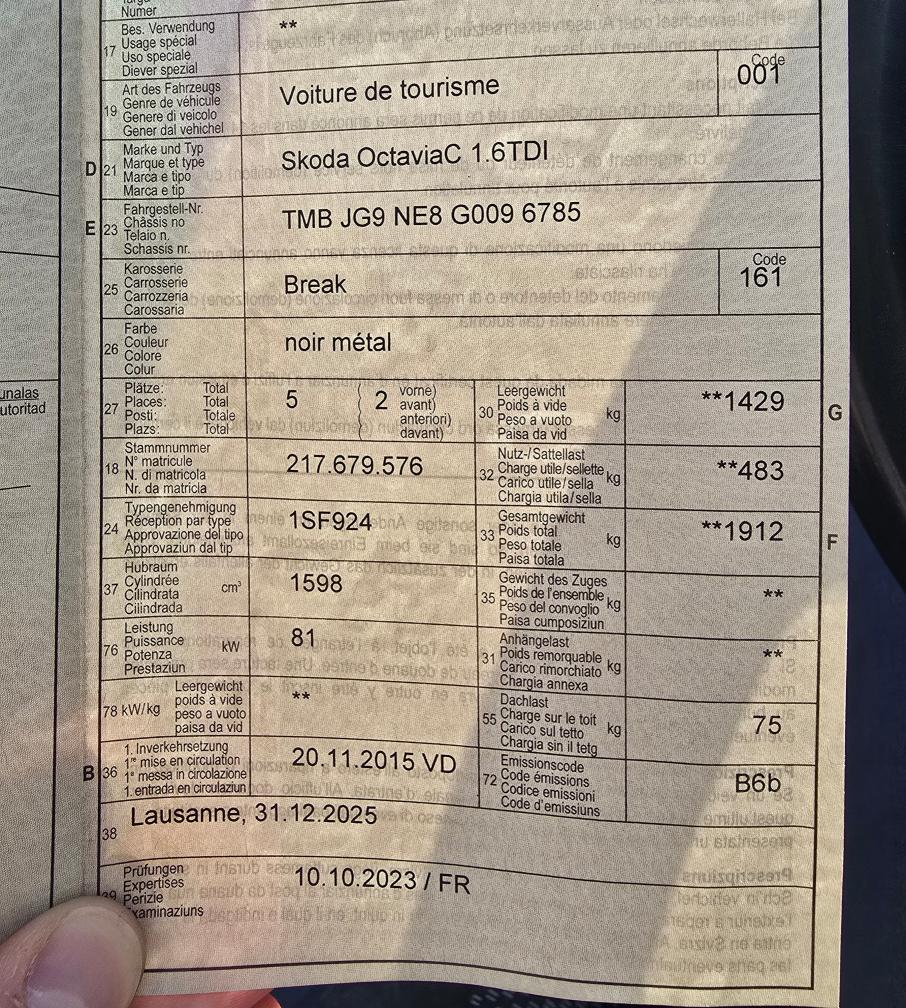 Numer
17 Bes. Verwendung
Usage spécial
Uso speciale
Diever spezial
**
19 Art des Fahrzeugs
Genre de véhicule
Genere di veicolo
Gener dal vehichel
Voiture de tourisme
Code
001
D 21 Marke und Typ
Marque et type
Marca e tipo
Marca e tip
Skoda OctaviaC 1.6TDI
E 23 Fahrgestell-Nr.
Châssis no
Telaio n.
Schassis nr.
TMB JG9 NE8 G009 6785
25 Karosserie
Carrosserie
Carrozzeria
Carossaria
Break
Code
161
26 Farbe
Couleur
Colore
Colur
noir métal
27 Plätze: Total
Places: Total
Posti: Totale
Plazs: Total
5
( 2 vorne)
avant)
anteriori)
davant)
30 Leergewicht
Poids à vide
Peso a vuoto
Paisa da vid
kg
**1429
G
18 Stammnummer
N° matricule
N. di matricola
Nr. da matricla
217.679.576
32 Nutz-/Sattellast
Charge utile/sellette
Carico utile/sella
Chargia utila/sella
kg
**483
24 Typengenehmigung
Réception par type
Approvazione del tipo
Approvaziun dal tip
1SF924
33 Gesamtgewicht
Poids total
Peso totale
Paisa totala
kg
**1912
F
37 Hubraum
Cylindrée
Cilindrata
Cilindrada
cm³
1598
35 Gewicht des Zuges
Poids de l'ensemble
Peso del convoglio
Paisa cumposiziun
kg
**
76 Leistung
Puissance
Potenza
Prestaziun
kW
81
31 Anhängelast
Poids remorquable
Carico rimorchiato
Chargia annexa
kg
**
78 kW/kg
Leergewicht
poids à vide
peso a vuoto
paisa da vid
**
55 Dachlast
Charge sur le toit
Carico sul tetto
Chargia sin il tetg
kg
75
B 36 1. Inverkehrsetzung
1re mise en circulation
1a messa in circolazione
1. entrada en circulaziun
20.11.2015 VD
72 Emissionscode
Code émissions
Codice emissioni
Code d'emissiuns
B6b
38 Lausanne, 31.12.2025
Prüfungen
Expertises
Perizie
10.10.2023 / FR